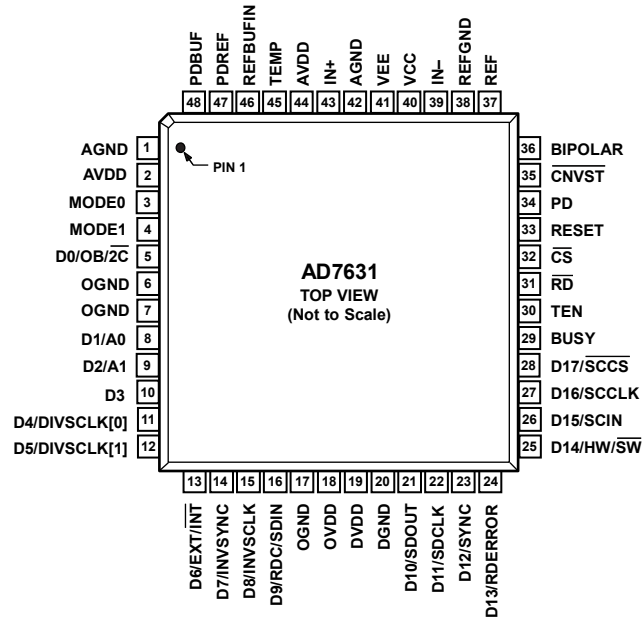 PDBUF
PDREF
REFBUFIN
TEMP
AVDD
IN+
AGND
VEE
VCC
IN–
REFGND
REF
48 47 46 45 44 43 42 41 40 39 38 37
AGND 1
AVDD 2
MODE0 3
MODE1 4
D0/OB/2C̅ 5
OGND 6
OGND 7
D1/A0 8
D2/A1 9
D3 10
D4/DIVSCLK[0] 11
D5/DIVSCLK[1] 12
PIN 1
AD7631
TOP VIEW
(Not to Scale)
36 BIPOLAR
35 C̅N̅V̅S̅T̅
34 PD
33 RESET
32 C̅S̅
31 R̅D̅
30 TEN
29 BUSY
28 D17/S̅C̅C̅S̅
27 D16/SCCLK
26 D15/SCIN
25 D14/HW/S̅W̅
13 14 15 16 17 18 19 20 21 22 23 24
D6/EXT/I̅N̅T̅
D7/INVSYNC
D8/INVSCLK
D9/RDC/SDIN
OGND
OVDD
DVDD
DGND
D10/SDOUT
D11/SDCLK
D12/SYNC
D13/RDERROR